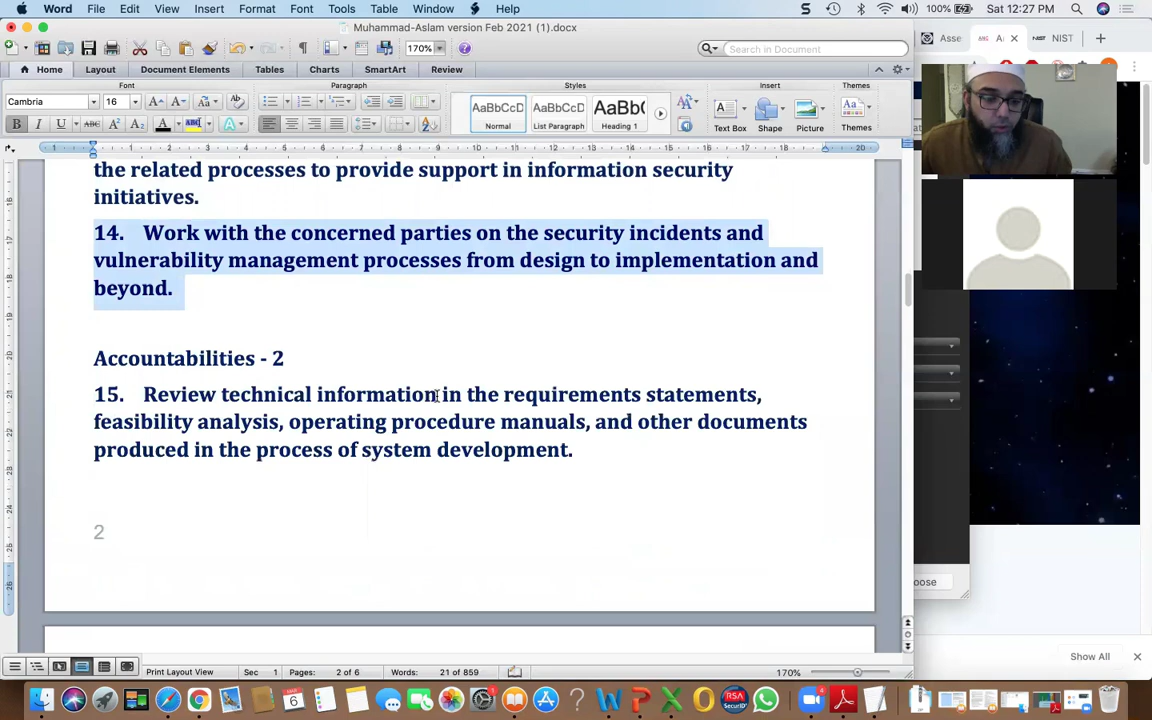 Word File Edit View Insert Format Font Tools Table Window Help 100% Sat 12:27 PM
Muhammad-Aslam version Feb 2021 (1).docx
170% Search in Document
Home Layout Document Elements Tables Charts SmartArt Review
Font Paragraph Styles Insert Themes
Cambria 16
AaBbCcD AaBbCcD AaBb(
Normal List Paragraph Heading 1 Text Box Shape Picture Themes
Asse NIST
the related processes to provide support in information security
initiatives.
14. Work with the concerned parties on the security incidents and
vulnerability management processes from design to implementation and
beyond.
Accountabilities - 2
15. Review technical information in the requirements statements,
feasibility analysis, operating procedure manuals, and other documents
produced in the process of system development.
2
oose
Show All
Print Layout View Sec 1 Pages: 2 of 6 Words: 21 of 859 170%